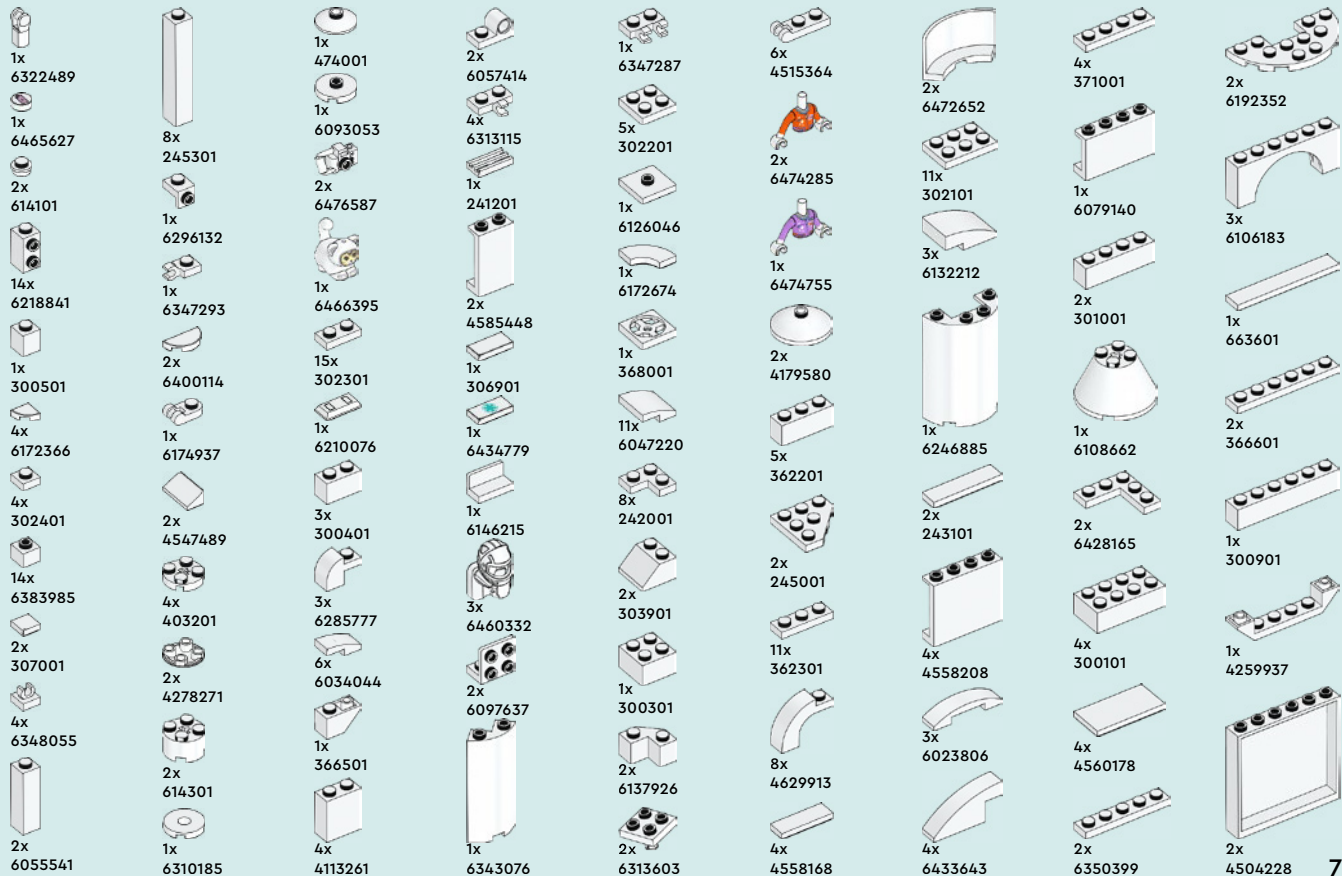 1x
6322489
1x
6465627
2x
614101
14x
6218841
1x
300501
4x
6172366
4x
302401
14x
6383985
2x
307001
4x
6348055
2x
6055541
8x
245301
1x
6296132
1x
6347293
2x
6400114
1x
6174937
2x
4547489
4x
403201
2x
4278271
2x
614301
1x
6310185
1x
474001
1x
6093053
2x
6476587
1x
6466395
15x
302301
1x
6210076
3x
300401
3x
6285777
6x
6034044
1x
366501
4x
4113261
2x
6057414
4x
6313115
1x
241201
2x
4585448
1x
306901
1x
6434779
1x
6146215
3x
6460332
2x
6097637
1x
6343076
1x
6347287
5x
302201
1x
6126046
1x
6172674
1x
368001
11x
6047220
8x
242001
2x
303901
1x
300301
2x
6137926
2x
6313603
6x
4515364
2x
6474285
1x
6474755
2x
4179580
5x
362201
2x
245001
11x
362301
8x
4629913
4x
4558168
2x
6472652
11x
302101
3x
6132212
1x
6246885
2x
243101
4x
4558208
3x
6023806
4x
6433643
4x
371001
1x
6079140
2x
301001
1x
6108662
2x
6428165
4x
300101
4x
4560178
2x
6350399
2x
6192352
3x
6106183
1x
663601
2x
366601
1x
300901
1x
4259937
2x
4504228
7